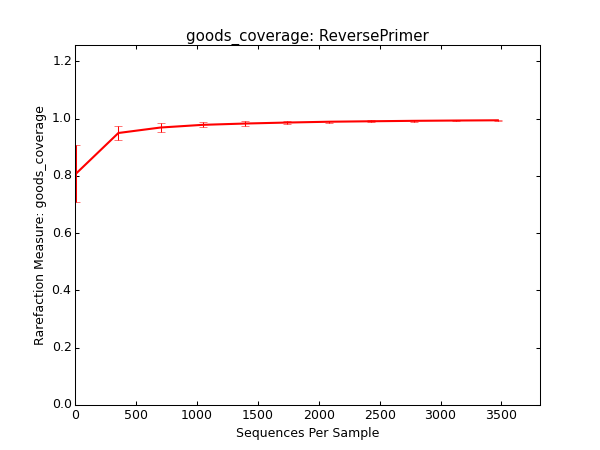 goods_coverage: ReversePrimer
1.2
1.0
0.8
0.6
0.4
0.2
0.0
Rarefaction Measure: goods_coverage
0 500 1000 1500 2000 2500 3000 3500
Sequences Per Sample